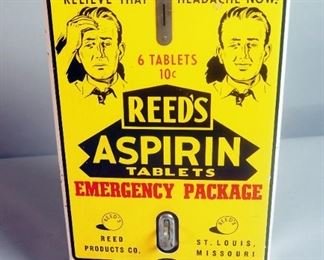 RELIEVE THAT HEADACHE NOW!
6 TABLETS
10¢
REED'S
ASPIRIN
TABLETS
EMERGENCY PACKAGE
REED'S REED'S
REED ST. LOUIS,
PRODUCTS CO. MISSOURI